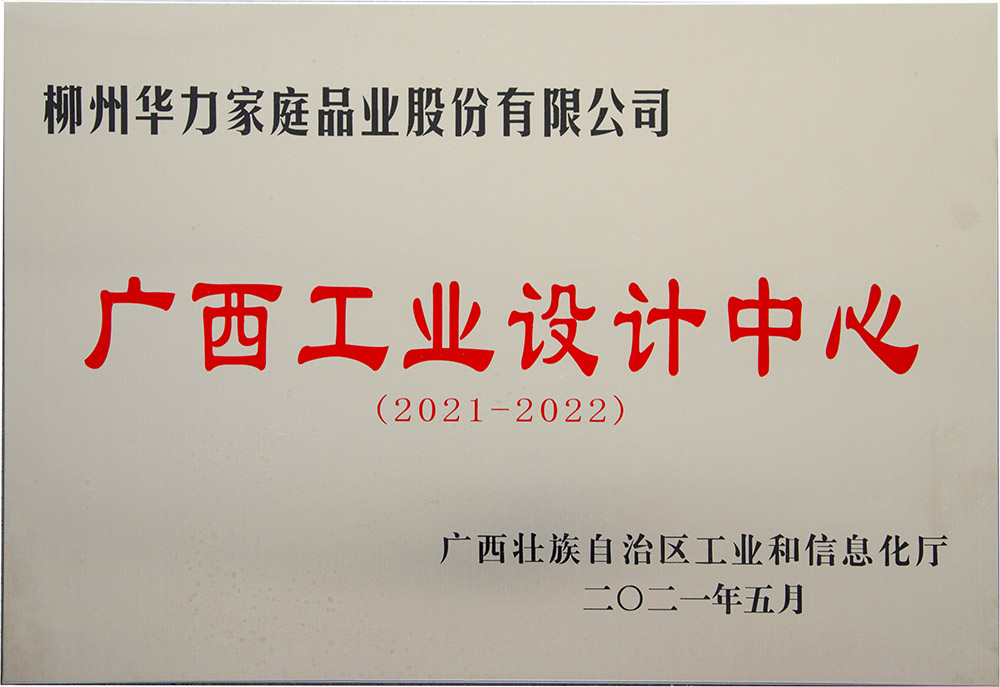 柳州华力家庭品业股份有限公司
广西工业设计中心
(2021-2022)
广西壮族自治区工业和信息化厅
二〇二一年五月